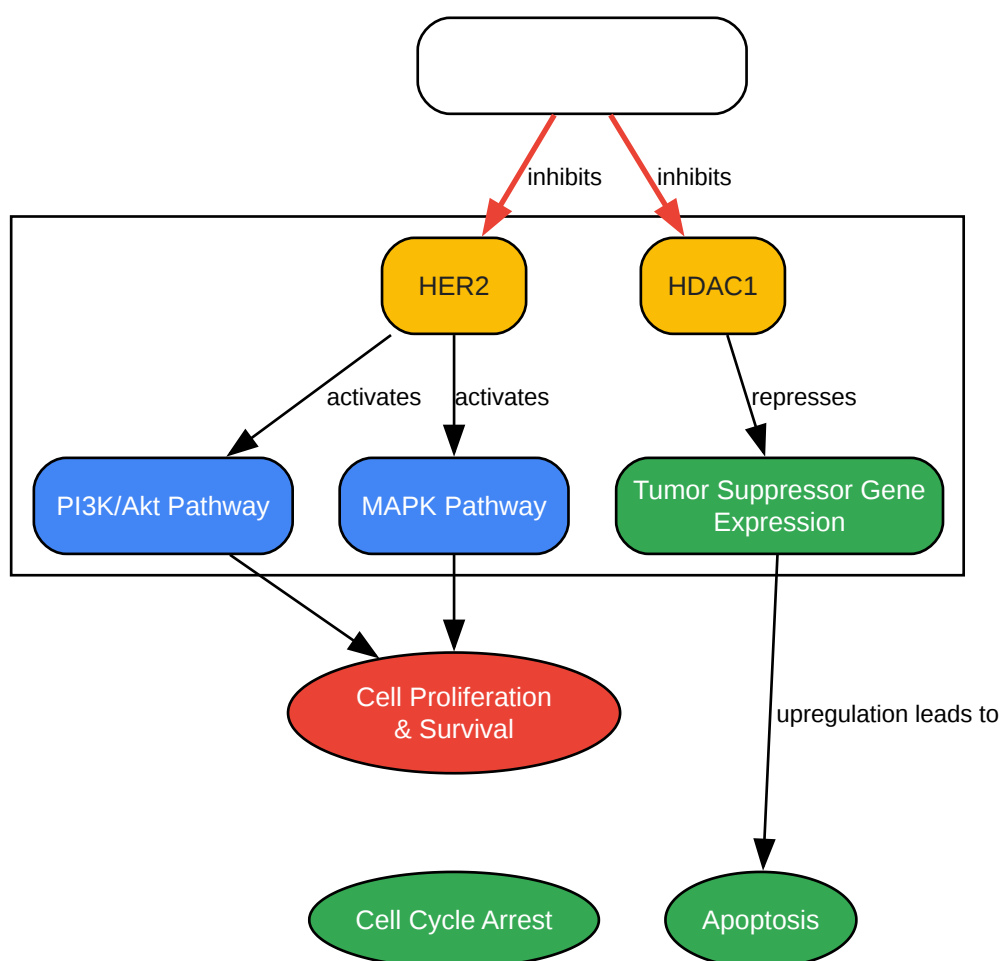 inhibits
inhibits
HER2
HDAC1
activates
activates
represses
PI3K/Akt Pathway
MAPK Pathway
Tumor Suppressor Gene
Expression
Cell Proliferation
& Survival
upregulation leads to
Cell Cycle Arrest
Apoptosis